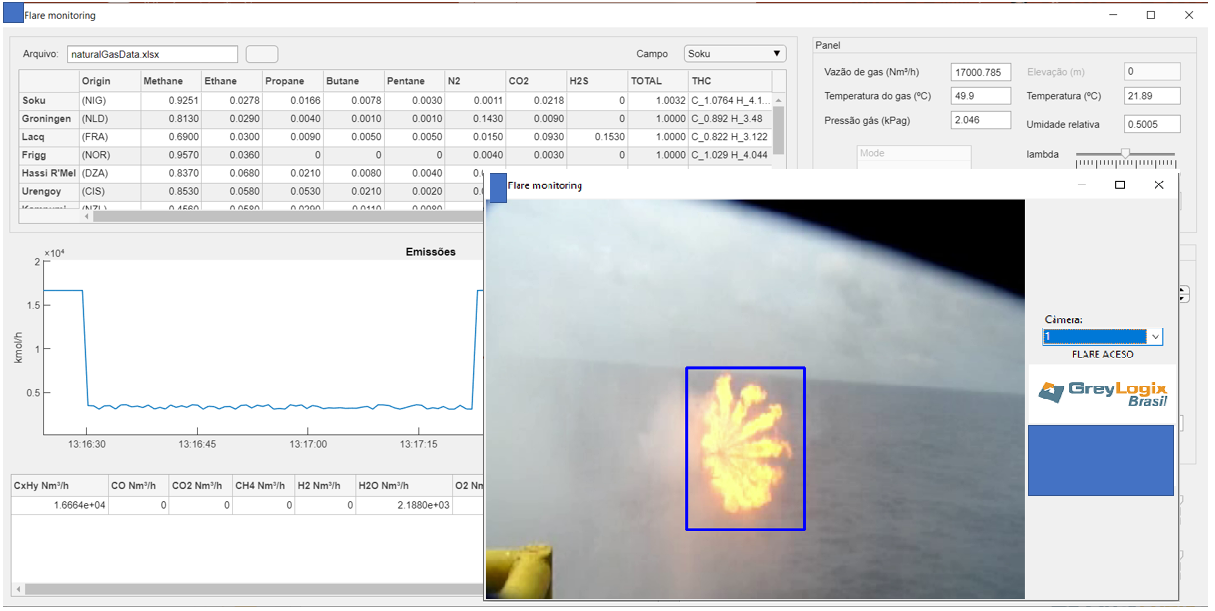 Flare monitoring
Arquivo: naturalGasData.xlsx Campo Soku
Origin Methane Ethane Propane Butane Pentane N2 CO2 H2S TOTAL THC
Soku (NIG) 0.9251 0.0278 0.0166 0.0078 0.0030 0.0011 0.0218 0 1.0032 C_1.0764 H_4.1...
Groningen (NLD) 0.8130 0.0290 0.0040 0.0010 0.0010 0.1430 0.0090 0 1.0000 C_0.892 H_3.48
Lacq (FRA) 0.6900 0.0300 0.0090 0.0050 0.0050 0.0150 0.0930 0.1530 1.0000 C_0.822 H_3.122
Frigg (NOR) 0.9570 0.0360 0 0 0 0.0040 0.0030 0 1.0000 C_1.029 H_4.044
Hassi R'Mel (DZA) 0.8370 0.0680 0.0210 0.0080 0.0040
Urengoy (CIS) 0.8530 0.0580 0.0530 0.0210 0.0020
Panel
Vazão de gas (Nm³/h) 17000.785 Elevação (m) 0
Temperatura do gas (ºC) 49.9 Temperatura (ºC) 21.89
Pressão gás (kPag) 2.046 Umidade relativa 0.5005
Mode lambda
Emissões
×10⁴
2
1.5
1
0.5
kmol/h
13:16:30 13:16:45 13:17:00 13:17:15
CxHy Nm³/h CO Nm³/h CO2 Nm³/h CH4 Nm³/h H2 Nm³/h H2O Nm³/h O2 Nm
1.6664e+04 0 0 0 0 2.1880e+03
Flare monitoring
Câmera:
1
FLARE ACESO
GreyLogix
Brasil